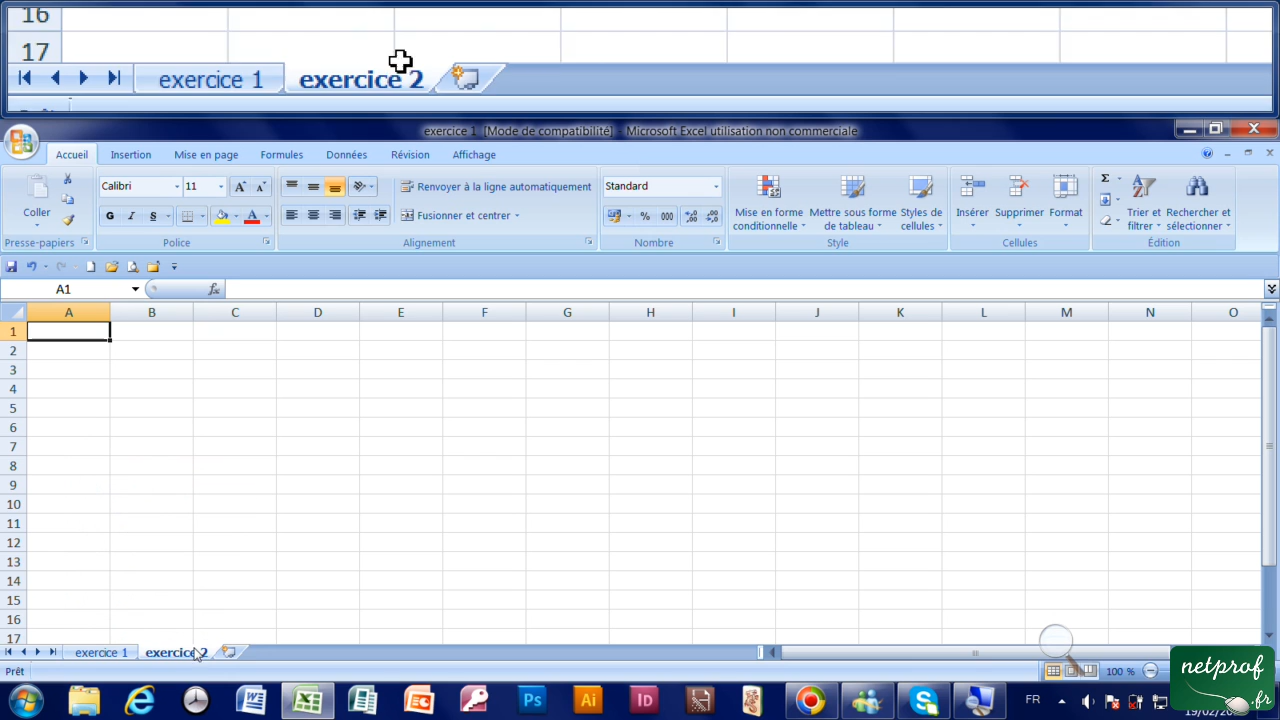 16
17
exercice 1 exercice 2
exercice 1 [Mode de compatibilité] - Microsoft Excel utilisation non commerciale
Accueil Insertion Mise en page Formules Données Révision Affichage
Calibri 11 Renvoyer à la ligne automatiquement Standard
Coller G I S Fusionner et centrer % 000 Mise en forme conditionnelle Mettre sous forme de tableau Styles de cellules Insérer Supprimer Format Trier et filtrer Rechercher et sélectionner
Presse-papiers Police Alignement Nombre Style Cellules Édition
A1 fx
A B C D E F G H I J K L M N O
1
2
3
4
5
6
7
8
9
10
11
12
13
14
15
16
17
exercice 1 exercice 2
Prêt 100 %
W X P Ps Ai ID S FR
netprof.fr